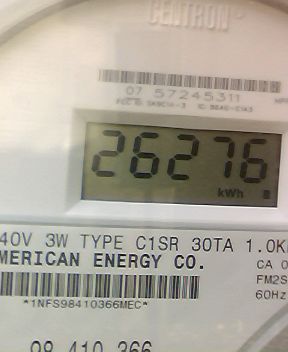 CENTRON
07 57245311
26276
kWh
40V 3W TYPE C1SR 30TA 1.0K
MERICAN ENERGY CO.
CA 0
FM2S
60Hz
*1NFS98410366MEC*
98 410 366